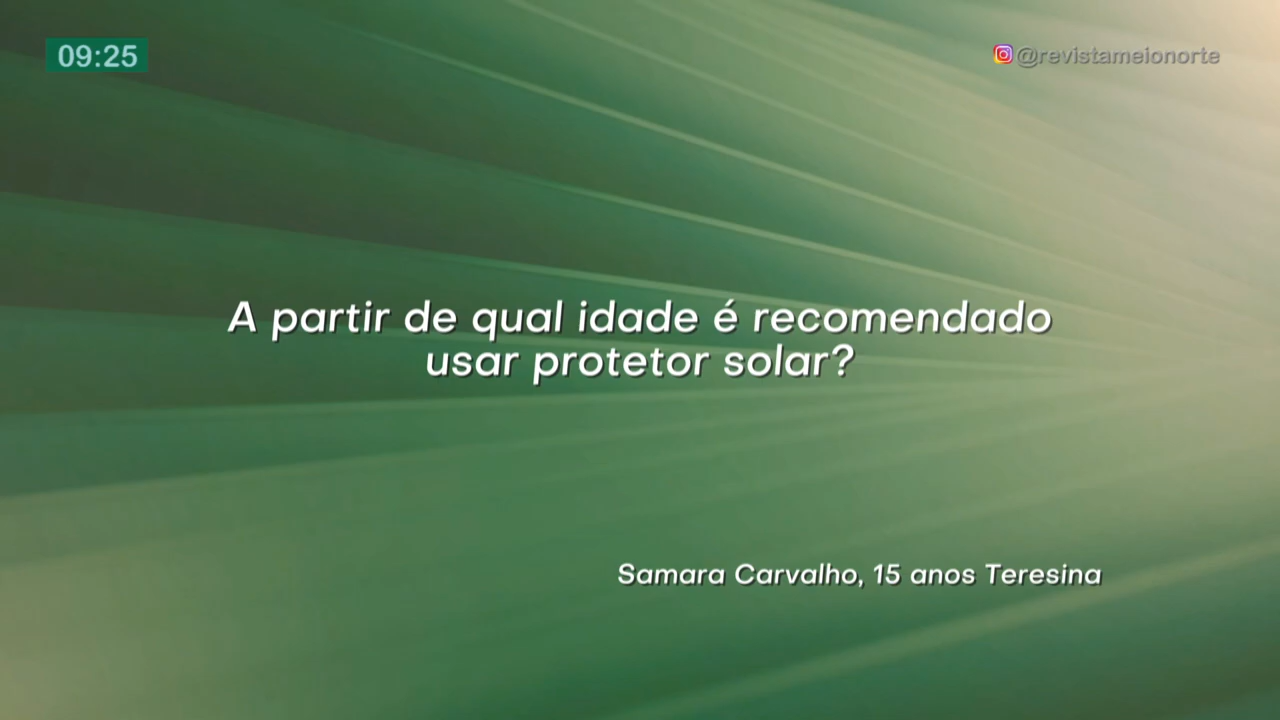 09:25
@revistameionorte
A partir de qual idade é recomendado
usar protetor solar?
Samara Carvalho, 15 anos Teresina